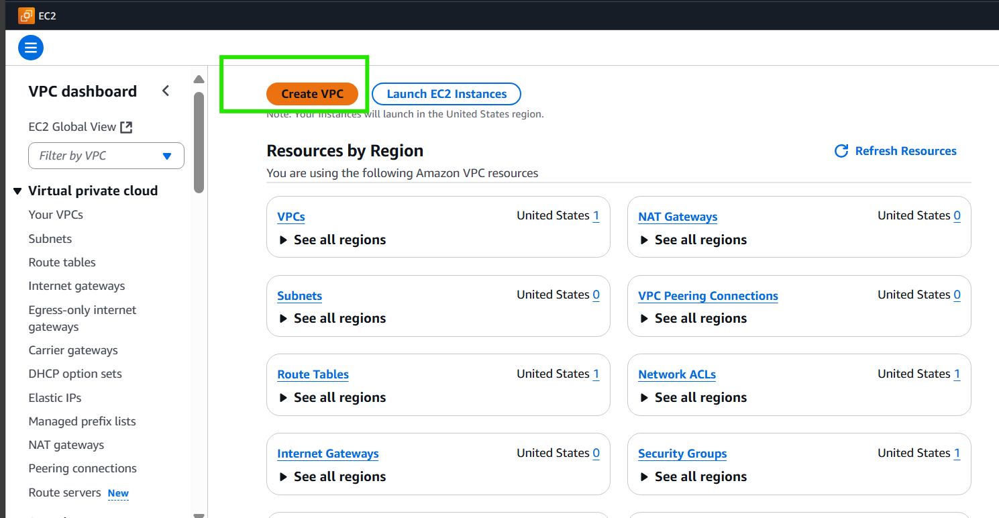 EC2
VPC dashboard
EC2 Global View
Filter by VPC
Virtual private cloud
Your VPCs
Subnets
Route tables
Internet gateways
Egress-only internet
gateways
Carrier gateways
DHCP option sets
Elastic IPs
Managed prefix lists
NAT gateways
Peering connections
Route servers New
Create VPC
Launch EC2 Instances
Note: Your instances will launch in the United States region.
Resources by Region
Refresh Resources
You are using the following Amazon VPC resources
VPCs United States 1
See all regions
NAT Gateways United States 0
See all regions
Subnets United States 0
See all regions
VPC Peering Connections United States 0
See all regions
Route Tables United States 1
See all regions
Network ACLs United States 1
See all regions
Internet Gateways United States 0
See all regions
Security Groups United States 1
See all regions